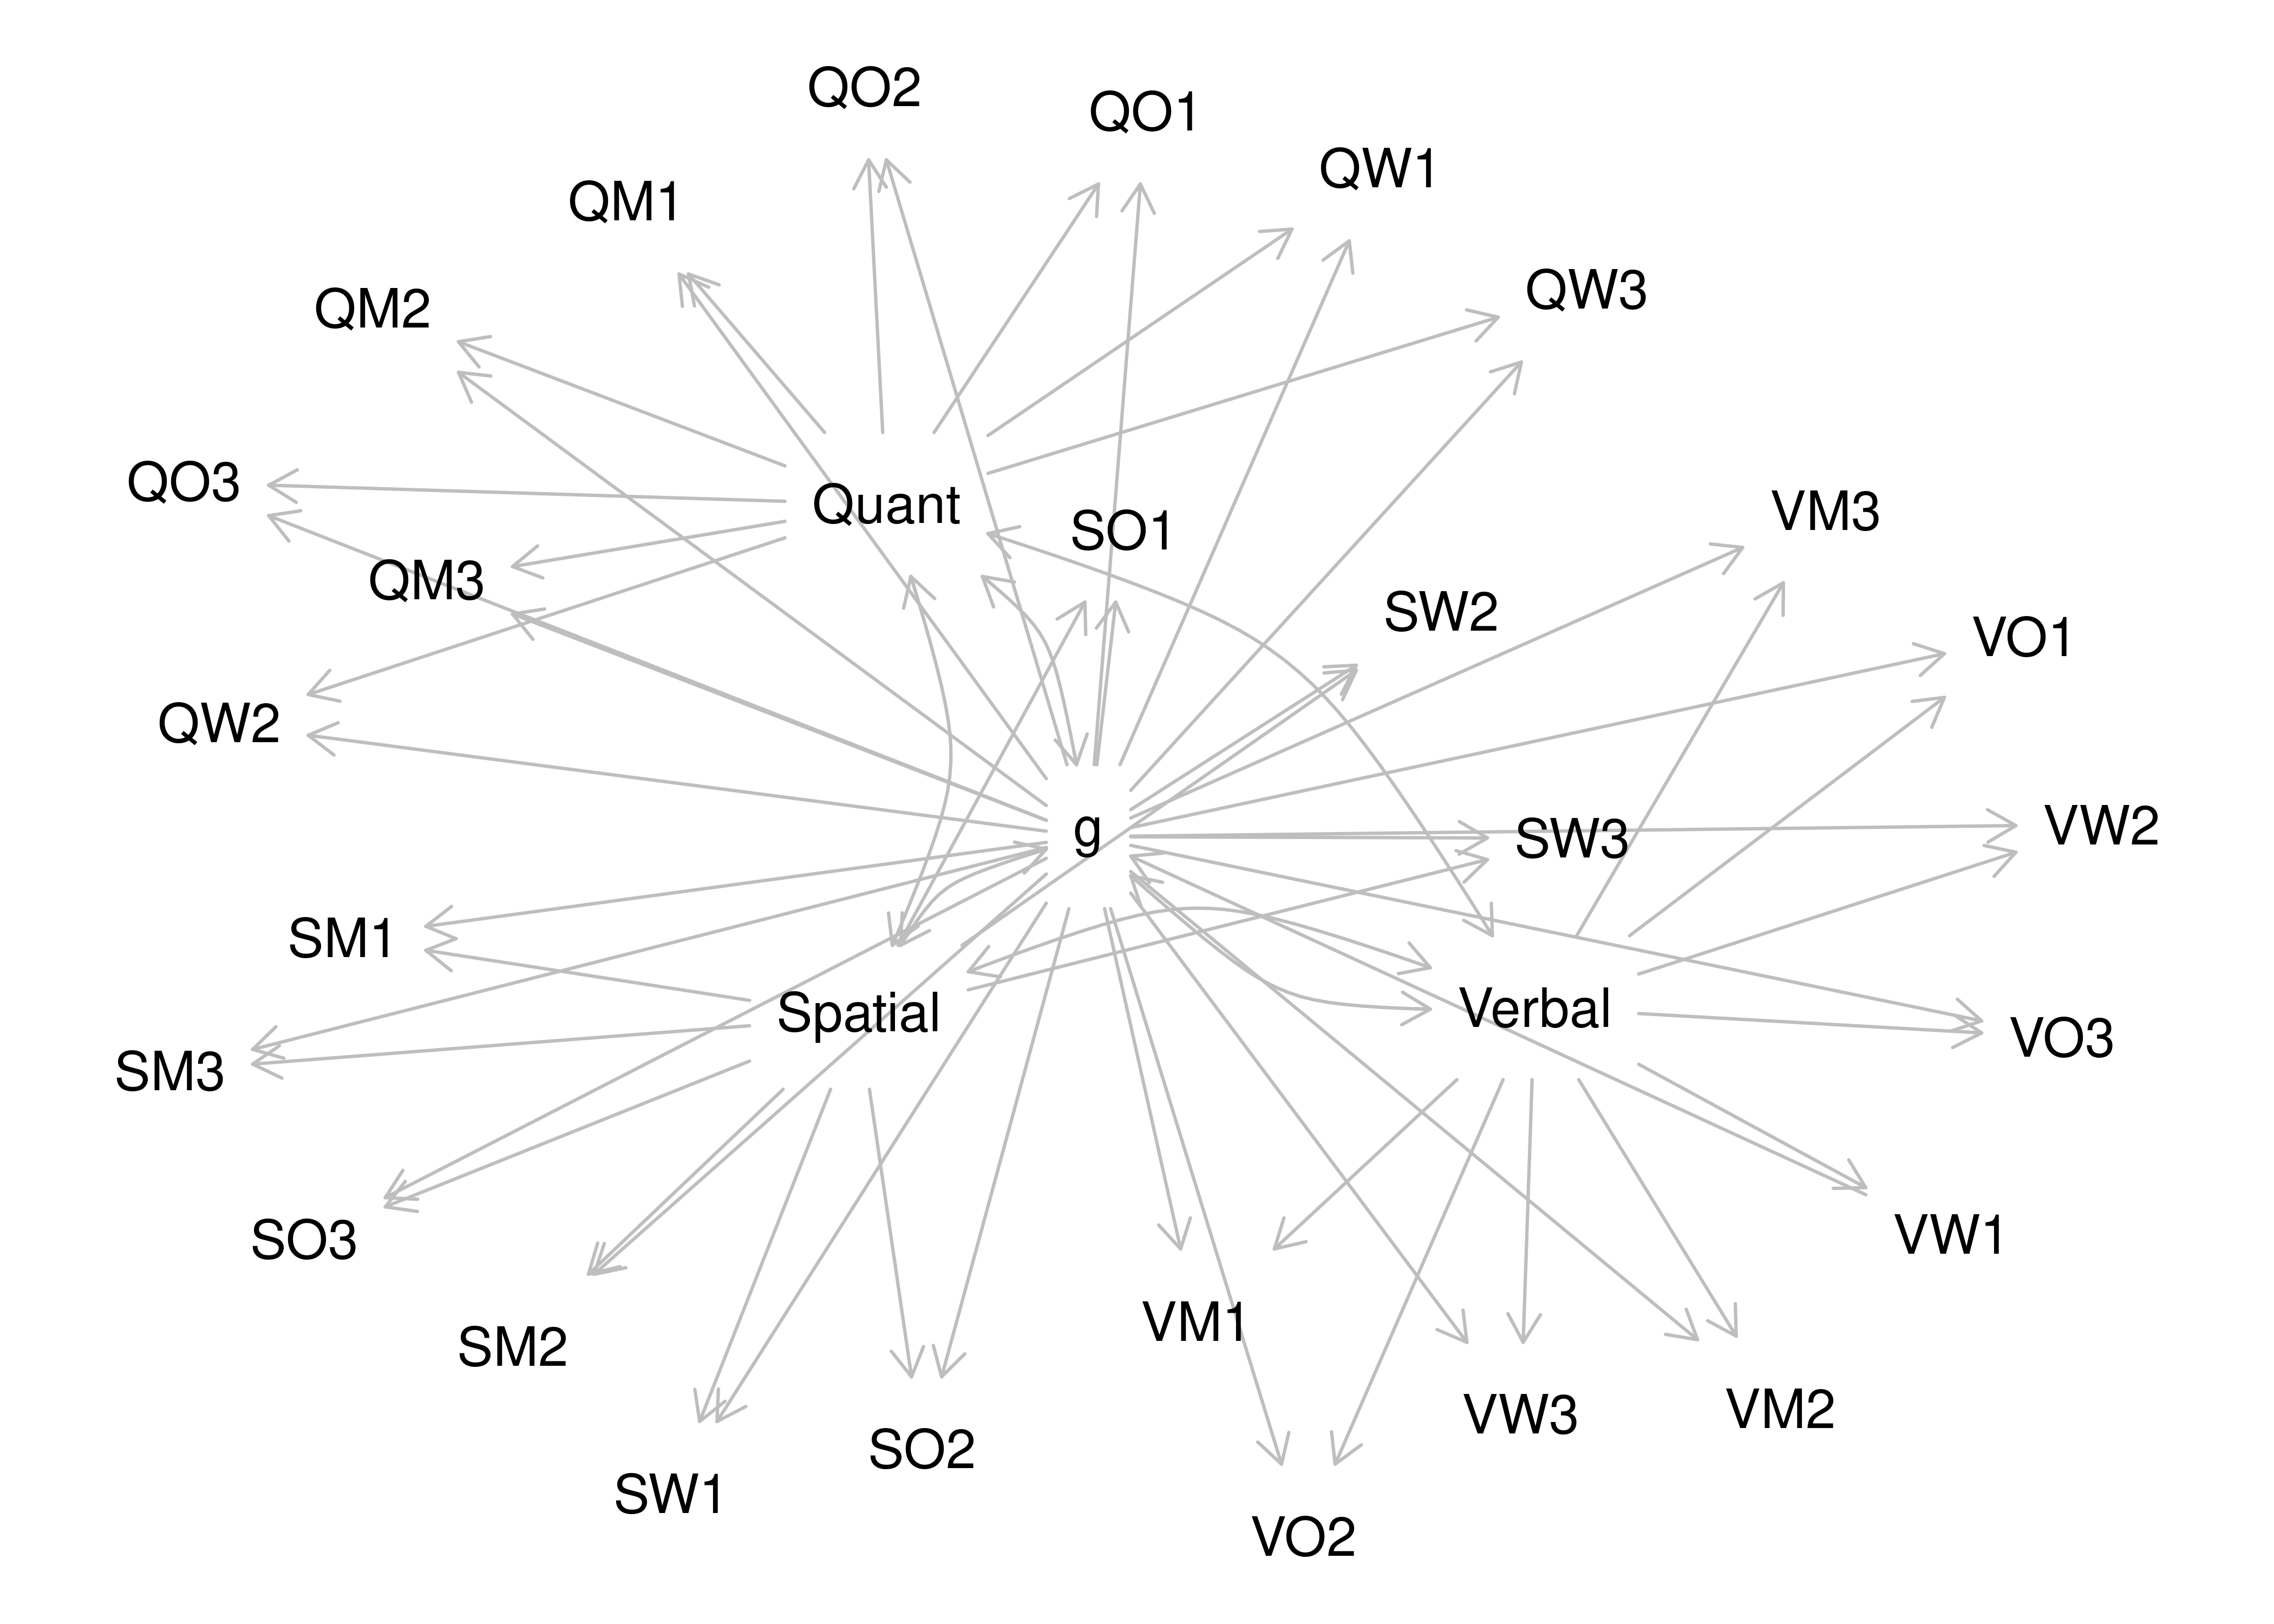 QO2
QO1
QW1
QM1
QW3
QM2
QO3
Quant
SO1
VM3
QM3
SW2
VO1
QW2
g
SW3
VW2
SM1
Spatial
Verbal
VO3
SM3
SO3
VW1
VM1
SM2
VW3
VM2
SO2
SW1
VO2